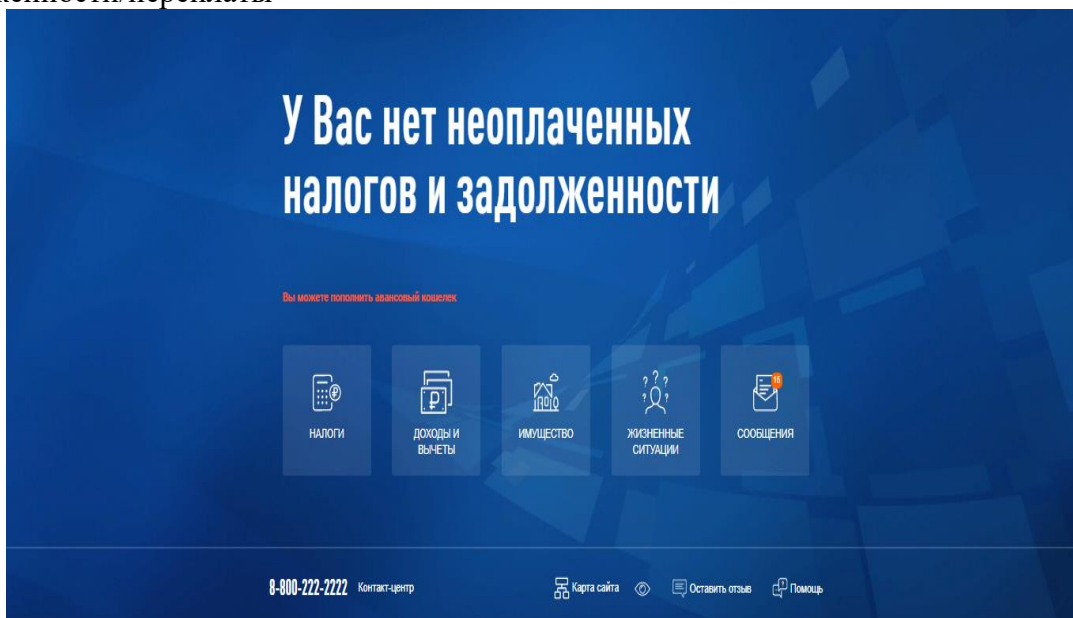 У Вас нет неоплаченных
налогов и задолженности
Вы можете пополнить авансовый кошелек
НАЛОГИ
ДОХОДЫ И
ВЫЧЕТЫ
ИМУЩЕСТВО
ЖИЗНЕННЫЕ
СИТУАЦИИ
15
СООБЩЕНИЯ
8-800-222-2222 Контакт-центр Карта сайта Оставить отзыв Помощь